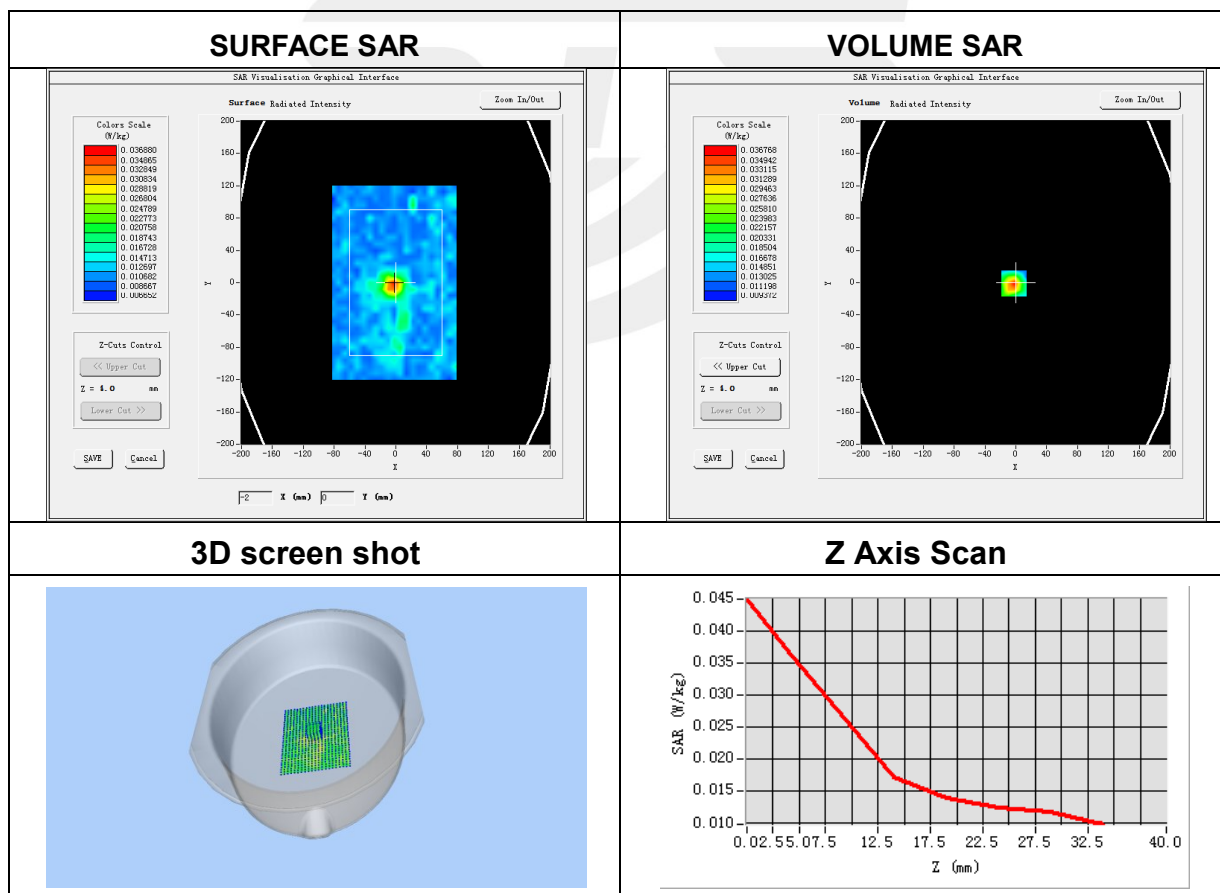 SURFACE SAR
VOLUME SAR
SAR Visualisation Graphical Interface
Surface Radiated Intensity
Zoom In/Out
Colors Scale
(W/kg)
0.036880
0.034865
0.032849
0.030834
0.028819
0.026804
0.024789
0.022773
0.020758
0.018743
0.016728
0.014713
0.012697
0.010682
0.008667
0.006652
Z-Cuts Control
<< Upper Cut
Z = 4.0 mm
Lower Cut >>
SAVE Cancel
200
160
120
80
40
0
-40
-80
-120
-160
-200
Y
-200 -160 -120 -80 -40 0 40 80 120 160 200
X
-2 X (mm) 0 Y (mm)
SAR Visualisation Graphical Interface
Volume Radiated Intensity
Zoom In/Out
Colors Scale
(W/kg)
0.036768
0.034942
0.033115
0.031289
0.029463
0.027636
0.025810
0.023983
0.022157
0.020331
0.018504
0.016678
0.014851
0.013025
0.011198
0.009372
Z-Cuts Control
<< Upper Cut
Z = 4.0 mm
Lower Cut >>
SAVE Cancel
200
160
120
80
40
0
-40
-80
-120
-160
-200
Y
-200 -160 -120 -80 -40 0 40 80 120 160 200
X
3D screen shot
Z Axis Scan
0.045
0.040
0.035
0.030
0.025
0.020
0.015
0.010
SAR (W/kg)
0.0 2.5 5.0 7.5 12.5 17.5 22.5 27.5 32.5 40.0
Z (mm)